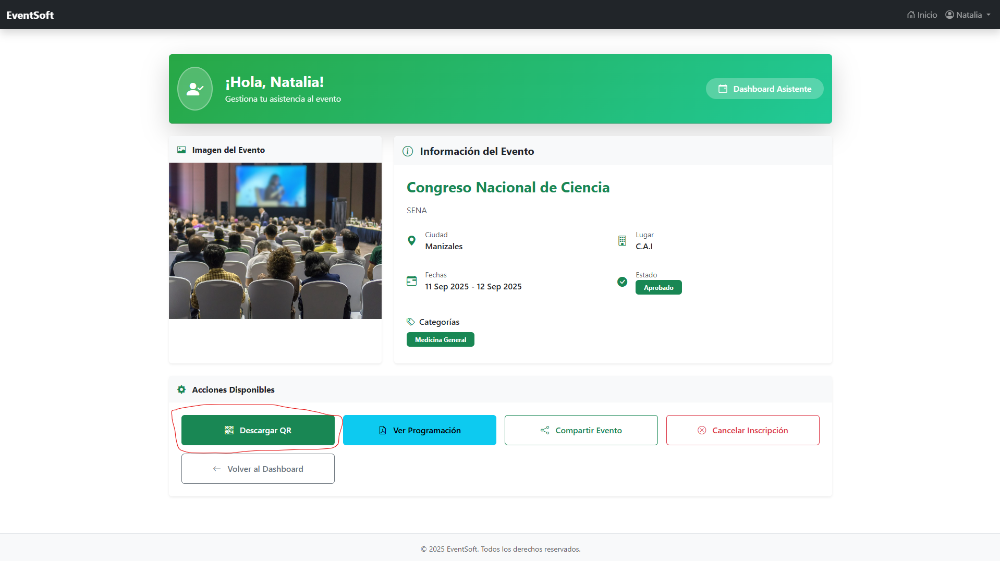 EventSoft
Inicio
Natalia
¡Hola, Natalia!
Gestiona tu asistencia al evento
Dashboard Asistente
Imagen del Evento
Información del Evento
Congreso Nacional de Ciencia
SENA
Ciudad
Manizales
Lugar
C.A.I
Fechas
11 Sep 2025 - 12 Sep 2025
Estado
Aprobado
Categorías
Medicina General
Acciones Disponibles
Descargar QR
Ver Programación
Compartir Evento
Cancelar Inscripción
Volver al Dashboard
© 2025 EventSoft. Todos los derechos reservados.